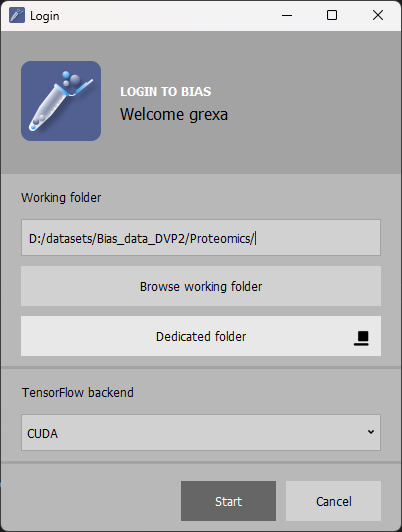 Login
LOGIN TO BIAS
Welcome grexa
Working folder
D:/datasets/Bias_data_DVP2/Proteomics/
Browse working folder
Dedicated folder
TensorFlow backend
CUDA
Start
Cancel